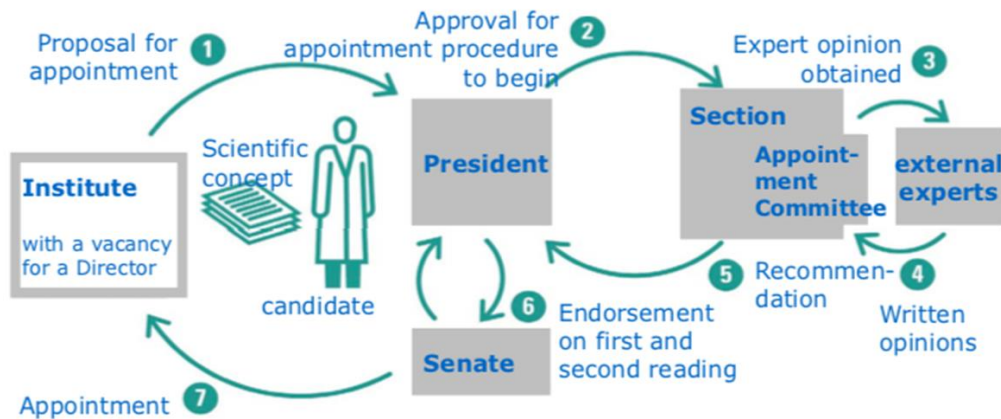 Proposal for
appointment
1
Approval for
appointment procedure
to begin
2
Expert opinion
obtained
3
Institute
with a vacancy
for a Director
Scientific
concept
candidate
President
Section
Appoint-
ment
Committee
external
experts
4
Written
opinions
5
Recommen-
dation
6
Endorsement
on first and
second reading
Senate
Appointment
7